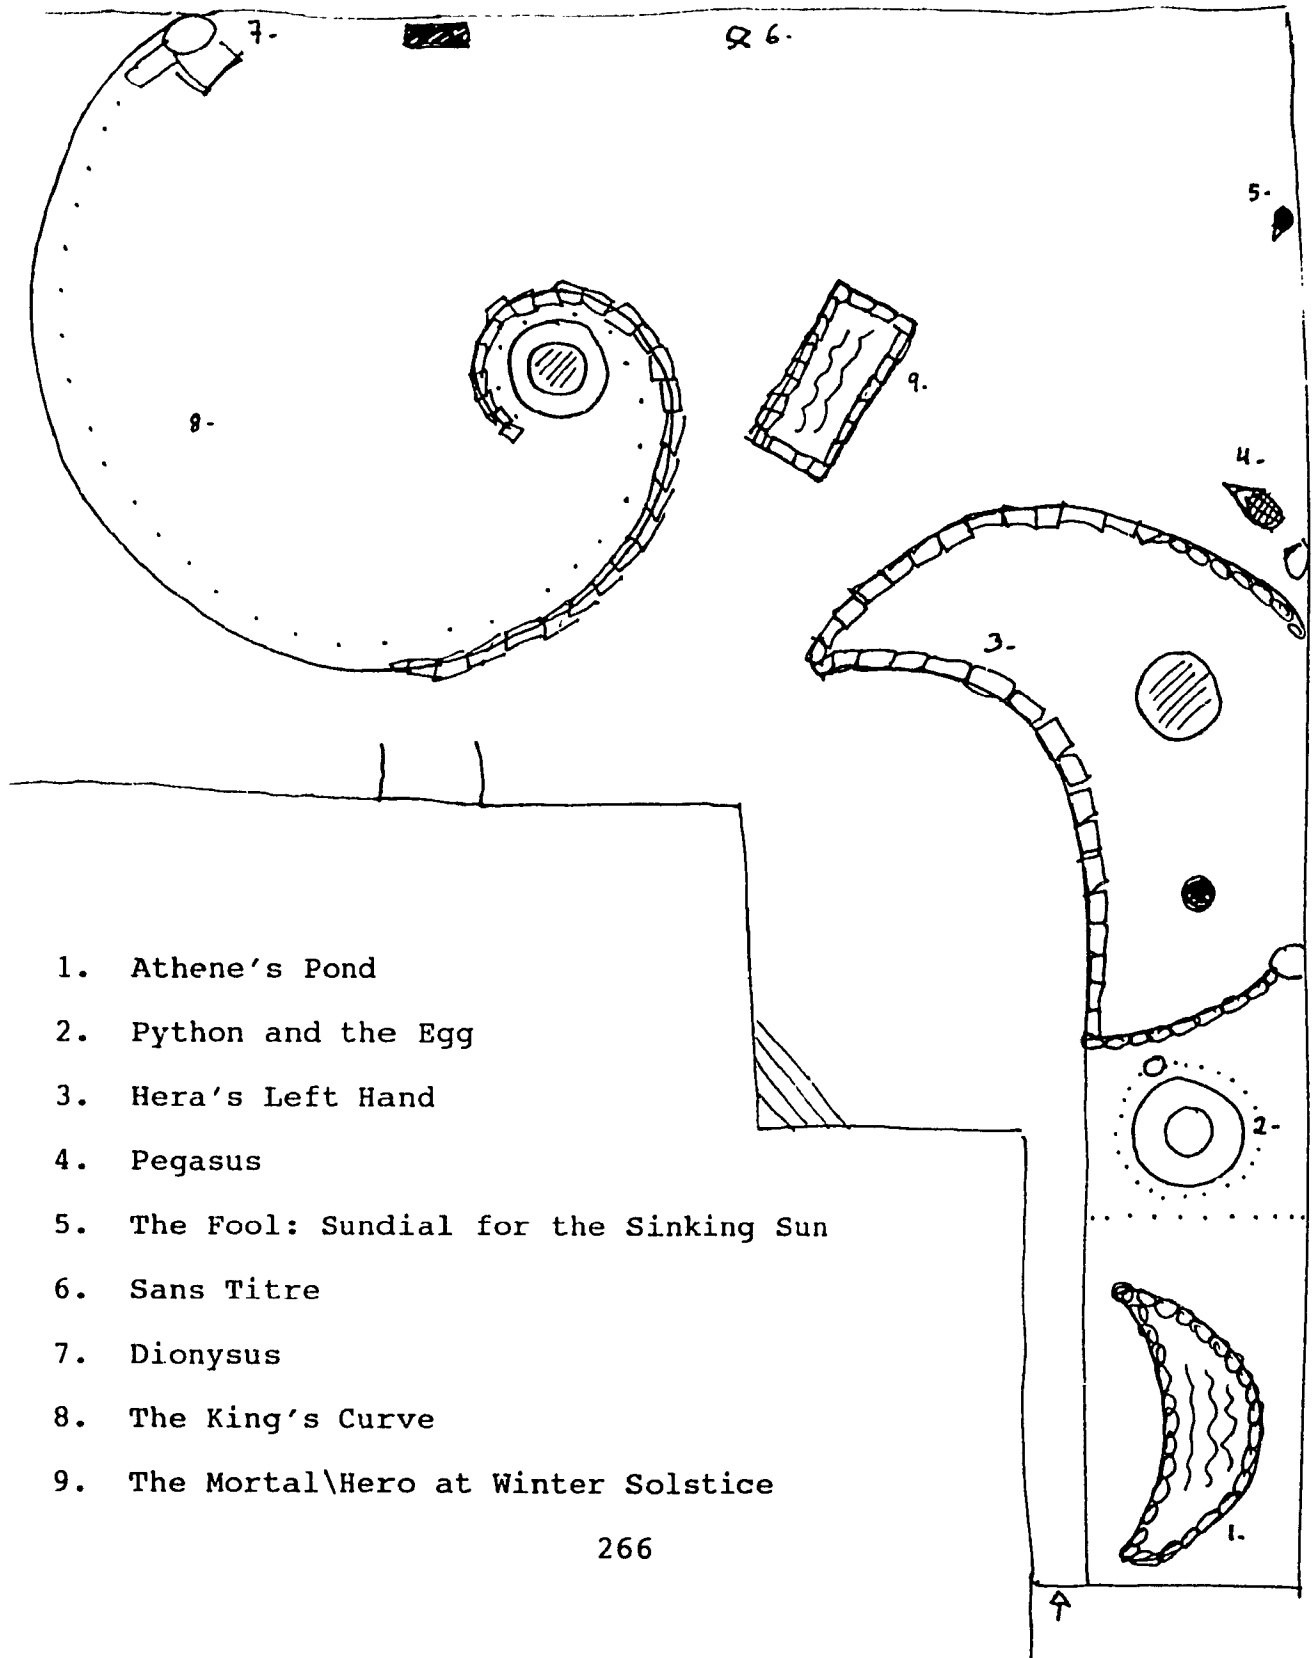 7-
6.
5.
9.
8-
4.
3-
2-
1.
1. Athene's Pond
2. Python and the Egg
3. Hera's Left Hand
4. Pegasus
5. The Fool: Sundial for the Sinking Sun
6. Sans Titre
7. Dionysus
8. The King's Curve
9. The Mortal\Hero at Winter Solstice
266